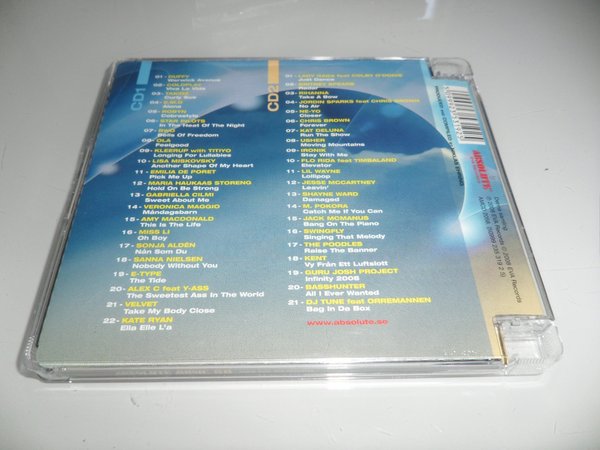 CD1
01 - DUFFY
Warwick Avenue
02 - COLDPLAY
Viva La Vida
03 - TAKIDA
Curly Sue
04 - E.M.D
Alone
05 - ROBYN
Cobrastyle
06 - STAR PILOTS
In The Heat Of The Night
Bells Of Freedom
08 - OLA
Feelgood
09 - KLEERUP with TITIYO
Longing For Lullabies
10 - LISA MISKOVSKY
Another Shape Of My Heart
11 - EMILIA DE PORET
Pick Me Up
12 - MARIA HAUKAAS STORENG
Hold On Be Strong
13 - GABRIELLA CILMI
Sweet About Me
14 - VERONICA MAGGIO
Måndagsbarn
15 - AMY MACDONALD
This Is The Life
16 - MISS LI
Oh Boy
17 - SONJA ALDÉN
Nån Som Du
18 - SANNA NIELSEN
Nobody Without You
19 - E-TYPE
The Tide
20 - ALEX C feat Y-ASS
The Sweetest Ass In The World
21 - VELVET
Take My Body Close
22 - KATE RYAN
Ella Elle L'a
CD2
01 - LADY GAGA feat COLBY O'DONIS
Just Dance
02 - BRITNEY SPEARS
Radar
03 - RIHANNA
Take A Bow
04 - JORDIN SPARKS feat CHRIS BROWN
No Air
05 - NE-YO
Closer
06 - CHRIS BROWN
Forever
07 - KAT DELUNA
Run The Show
08 - USHER
Moving Mountains
09 - IRONIK
Stay With Me
10 - FLO RIDA feat TIMBALAND
Elevator
11 - LIL WAYNE
Lollipop
12 - JESSE MCCARTNEY
Leavin'
13 - SHAYNE WARD
Damaged
14 - M. POKORA
Catch Me If You Can
15 - JACK MCMANUS
Bang On The Piano
16 - SWINGFLY
Singing That Melody
17 - THE POODLES
Raise The Banner
18 - KENT
Vy Från Ett Luftslott
19 - GURU JOSH PROJECT
Infinity 2008
20 - BASSHUNTER
All I Ever Wanted
21 - DJ TUNE feat ORREMANNEN
Bag In Da Box
www.absolute.se
ABSOLUTE